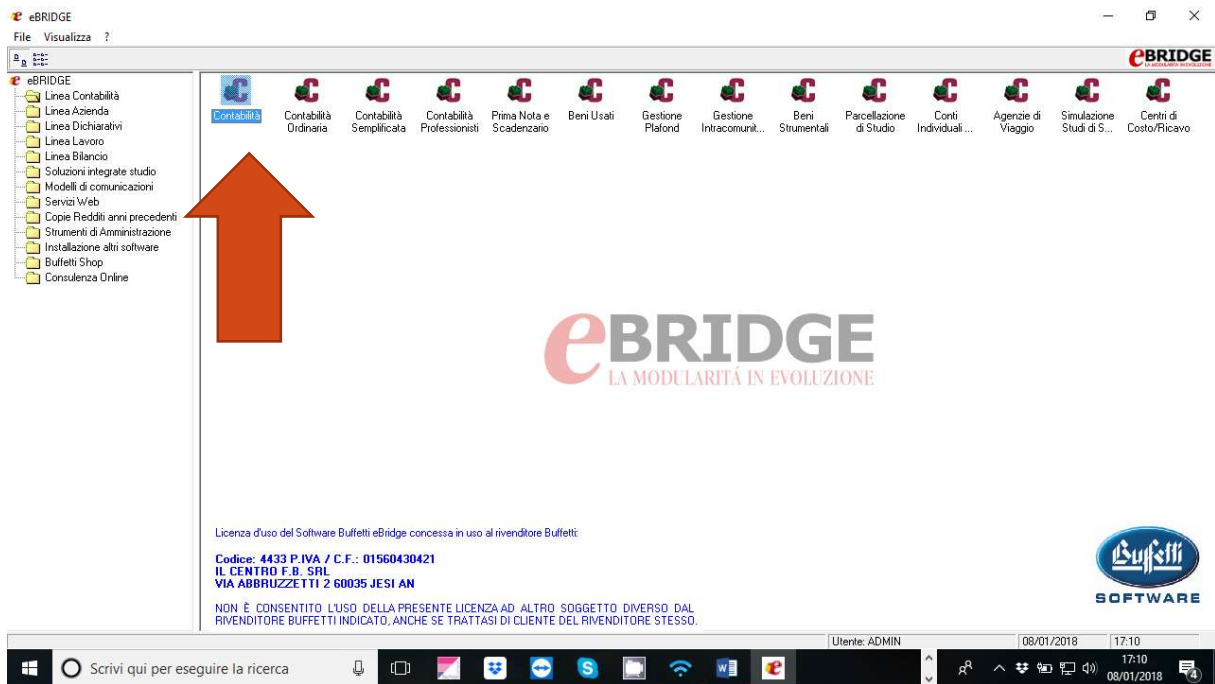 eBRIDGE
File Visualizza ?
eBRIDGE
eBRIDGE
Linea Contabilità
Linea Azienda
Linea Dichiarativi
Linea Lavoro
Linea Bilancio
Soluzioni integrate studio
Modelli di comunicazioni
Servizi Web
Copie Redditi anni precedenti
Strumenti di Amministrazione
Installazione altri software
Buffetti Shop
Consulenza Online
Contabilità
Contabilità
Ordinaria
Contabilità
Semplificata
Contabilità
Professionisti
Prima Nota e
Scadenzario
Beni Usati
Gestione
Plafond
Gestione
Intracomunit...
Beni
Strumentali
Parcellazione
di Studio
Conti
Individuali ...
Agenzie di
Viaggio
Simulazione
Studi di S...
Centri di
Costo/Ricavo
eBRIDGE
LA MODULARITÁ IN EVOLUZIONE
Licenza d'uso del Software Buffetti eBridge concessa in uso al rivenditore Buffetti:
Codice: 4433 P.IVA / C.F.: 01560430421
IL CENTRO F.B. SRL
VIA ABBRUZZETTI 2 60035 JESI AN
NON È CONSENTITO L'USO DELLA PRESENTE LICENZA AD ALTRO SOGGETTO DIVERSO DAL
RIVENDITORE BUFFETTI INDICATO, ANCHE SE TRATTASI DI CLIENTE DEL RIVENDITORE STESSO.
Buffetti
SOFTWARE
Utente: ADMIN 08/01/2018 17:10
Scrivi qui per eseguire la ricerca
17:10
08/01/2018
4